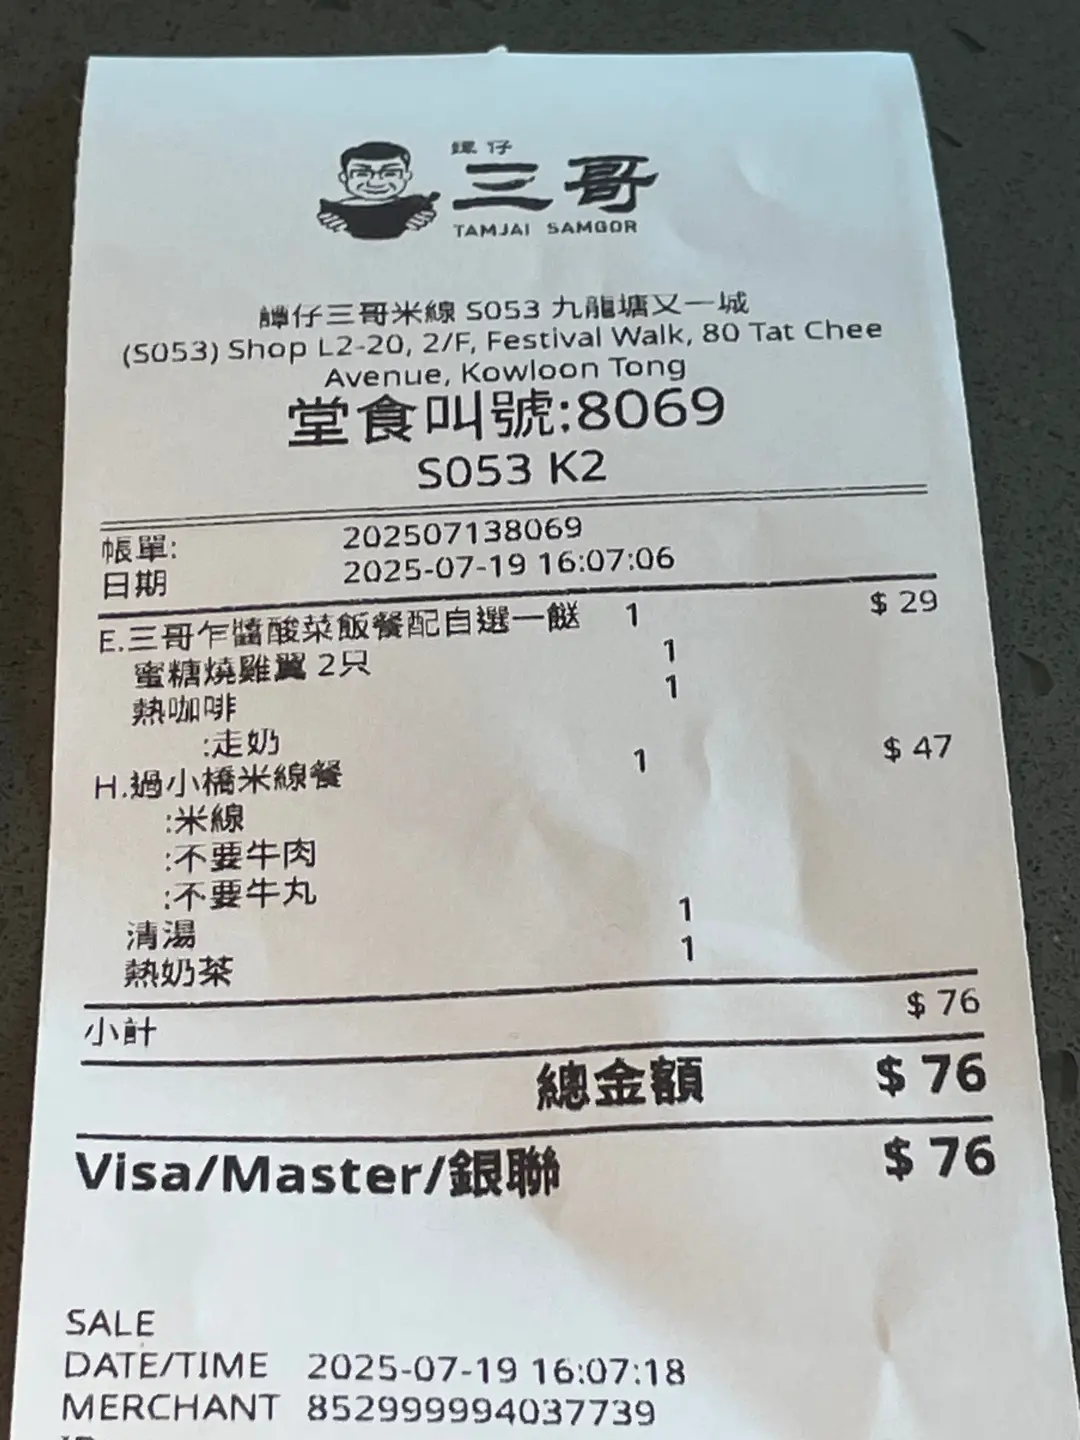 譚仔
三哥
TAMJAI SAMGOR
譚仔三哥米線 S053 九龍塘又一城
(S053) Shop L2-20, 2/F, Festival Walk, 80 Tat Chee
Avenue, Kowloon Tong
堂食叫號:8069
S053 K2
帳單: 202507138069
日期 2025-07-19 16:07:06
E.三哥乍醬酸菜飯餐配自選一餸 1 $ 29
蜜糖燒雞翼 2只 1
熱咖啡 1
:走奶
H.過小橋米線餐 1 $ 47
:米線
:不要牛肉
:不要牛丸
清湯 1
熱奶茶 1
小計 $ 76
總金額 $ 76
Visa/Master/銀聯 $ 76
SALE
DATE/TIME 2025-07-19 16:07:18
MERCHANT 852999994037739